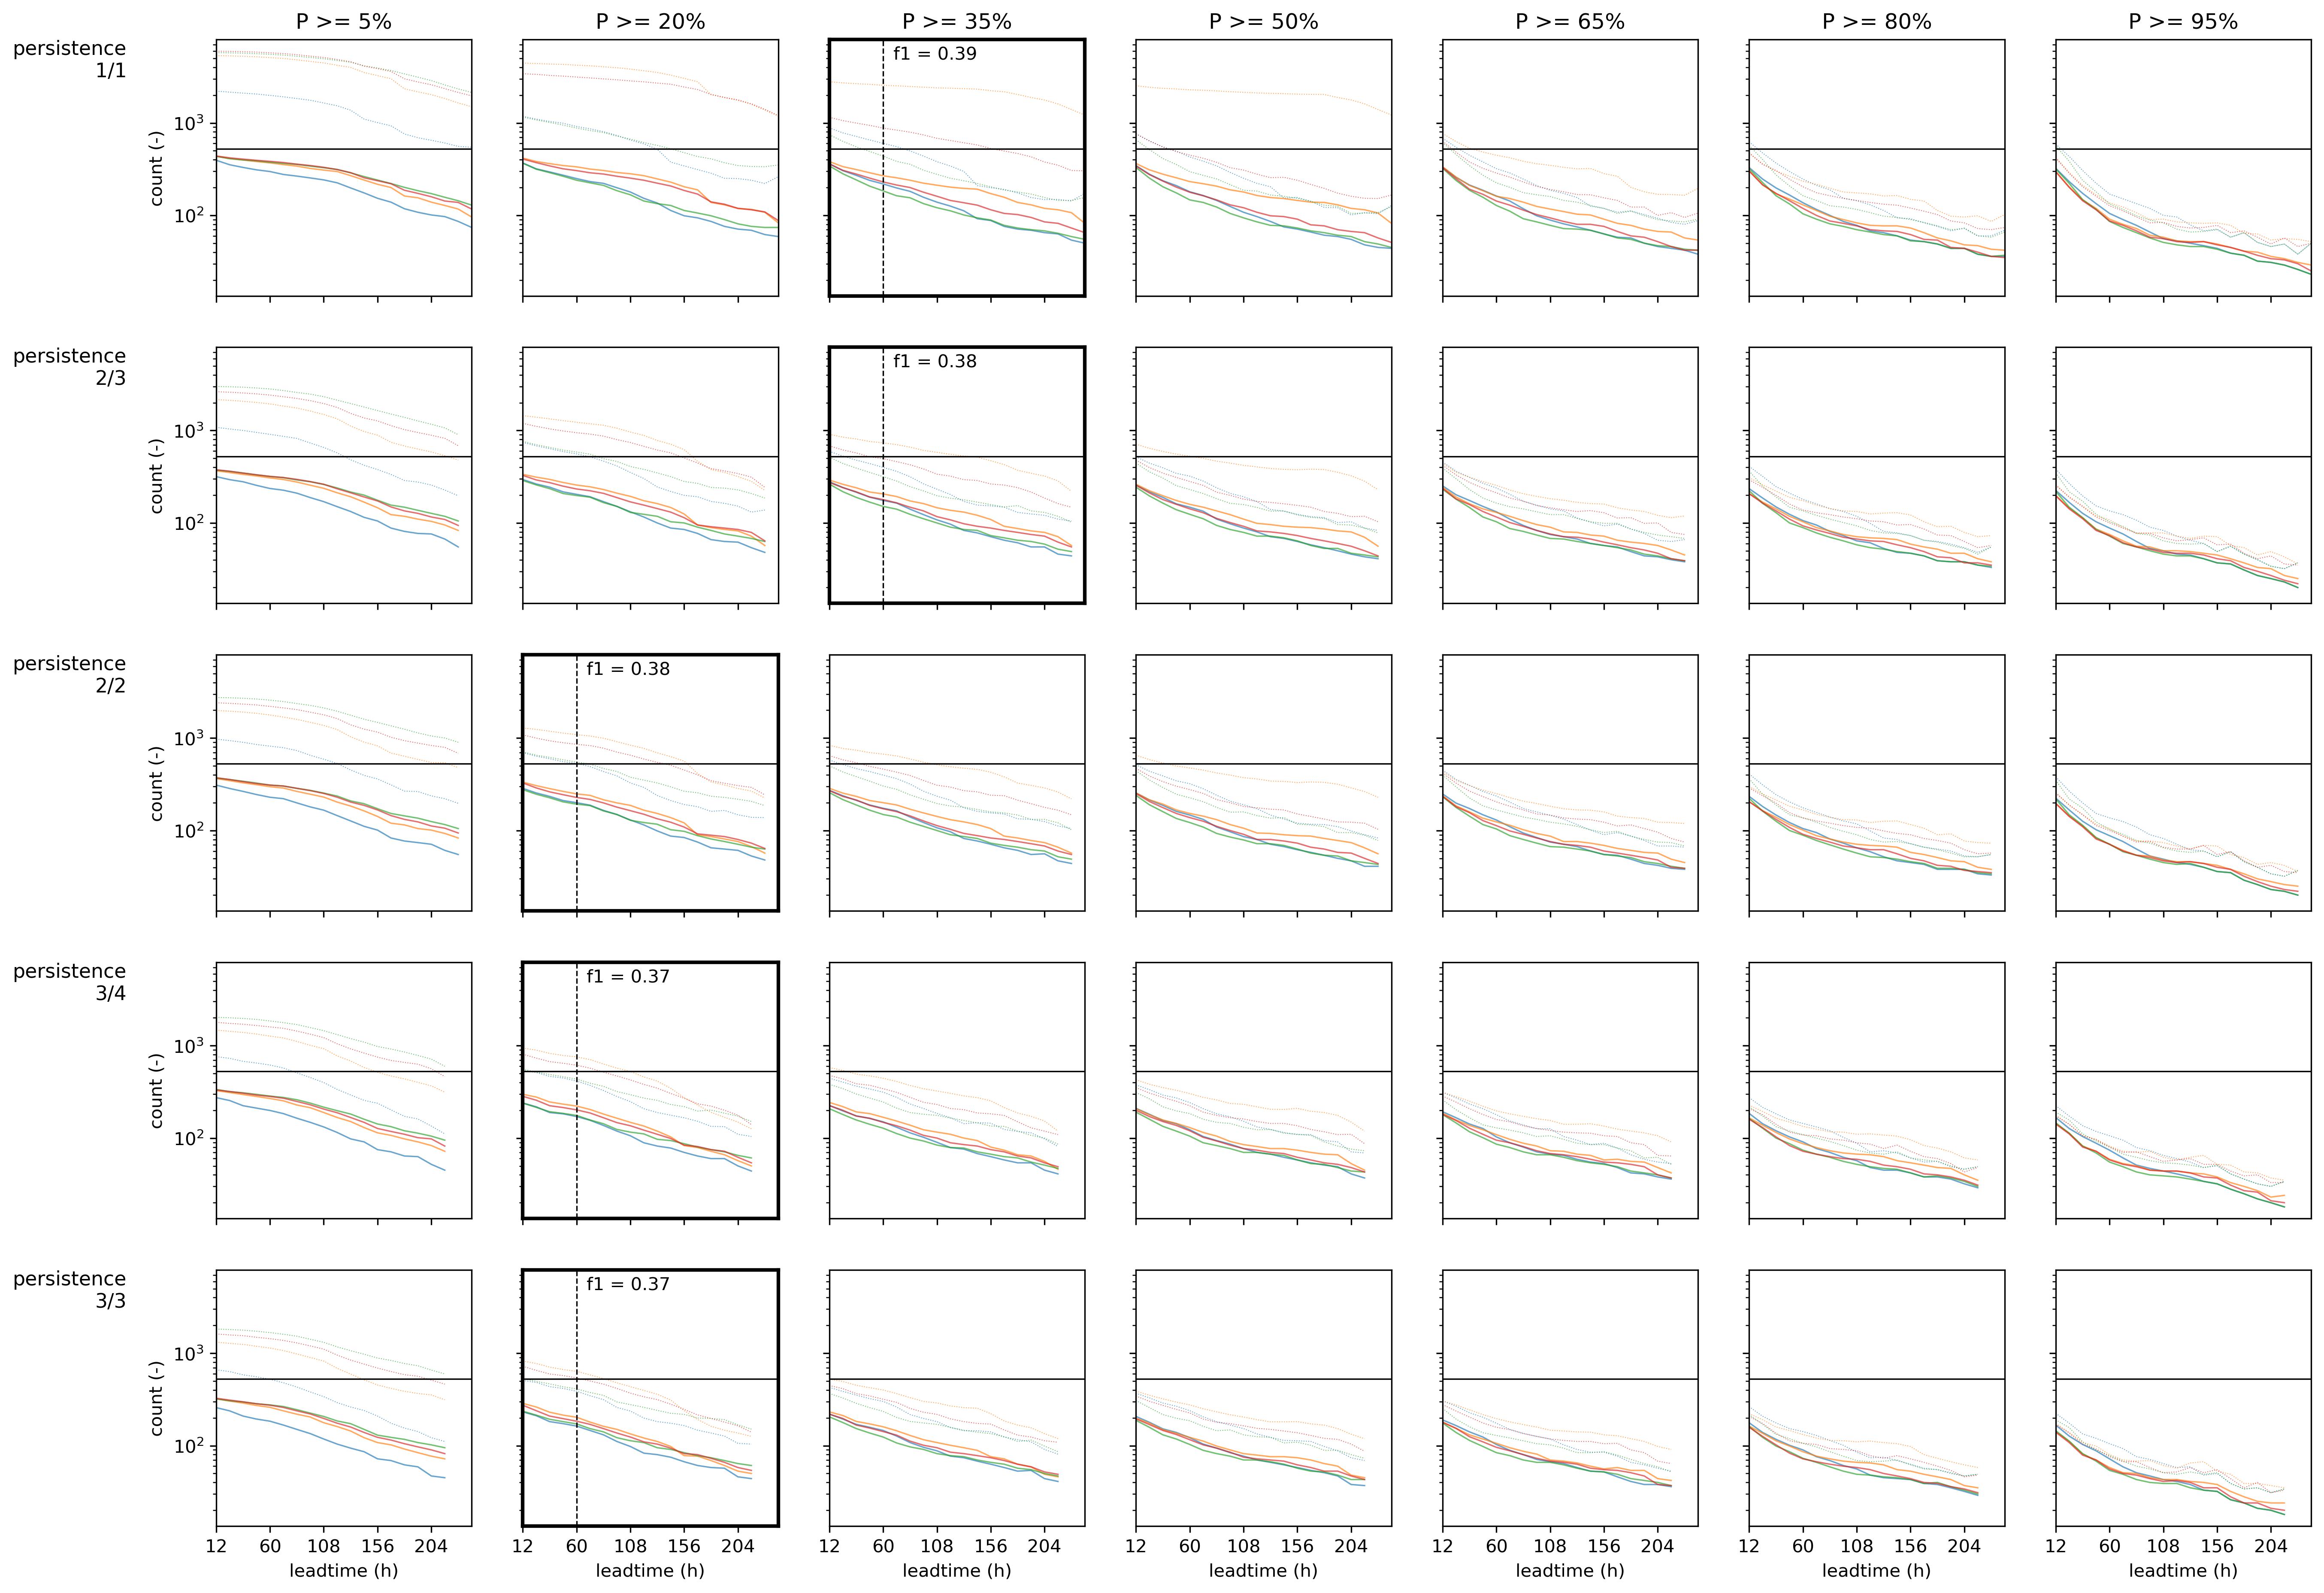 P >= 5% P >= 20% P >= 35% P >= 50% P >= 65% P >= 80% P >= 95%
persistence
1/1
count (-)
10³
10²
f1 = 0.39
persistence
2/3
count (-)
10³
10²
f1 = 0.38
persistence
2/2
count (-)
10³
10²
f1 = 0.38
persistence
3/4
count (-)
10³
10²
f1 = 0.37
persistence
3/3
count (-)
10³
10²
f1 = 0.37
12 60 108 156 204 12 60 108 156 204 12 60 108 156 204 12 60 108 156 204 12 60 108 156 204 12 60 108 156 204 12 60 108 156 204
leadtime (h) leadtime (h) leadtime (h) leadtime (h) leadtime (h) leadtime (h) leadtime (h)